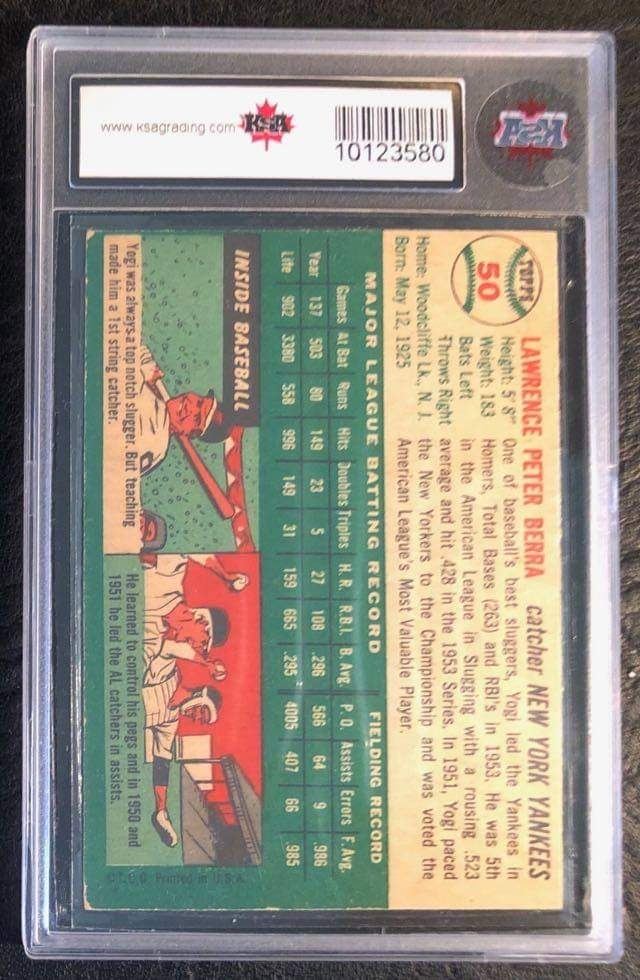 www.ksagrading.com
KSA
10123580
KSA
TOPPS
50
LAWRENCE PETER BERRA catcher NEW YORK YANKEES
Height: 5' 8"
Weight: 183
Bats Left
Throws Right
Home: Woodcliffe Lk., N. J.
Born: May 12, 1925
One of baseball's best sluggers, Yogi led the Yankees in
Homers, Total Bases (263) and RBI's in 1953. He was 5th
in the American League in Slugging with a rousing .523
average and hit .428 in the 1953 Series. In 1951, Yogi paced
the New Yorkers to the Championship and was voted the
American League's Most Valuable Player.
MAJOR LEAGUE BATTING RECORD FIELDING RECORD
Games At Bat Runs Hits Doubles Triples H. R. R.B.I. B. Avg. P. O. Assists Errors F. Avg.
Year 137 503 80 149 23 5 27 108 .296 566 64 9 .986
Life 902 3380 558 996 149 31 159 665 .295 4005 407 66 .985
INSIDE BASEBALL
Yogi was always a top notch slugger. But teaching
made him a 1st string catcher.
He learned to control his pegs and in 1950 and
1951 he led the AL catchers in assists.
© T. C. G. Printed in U. S. A.